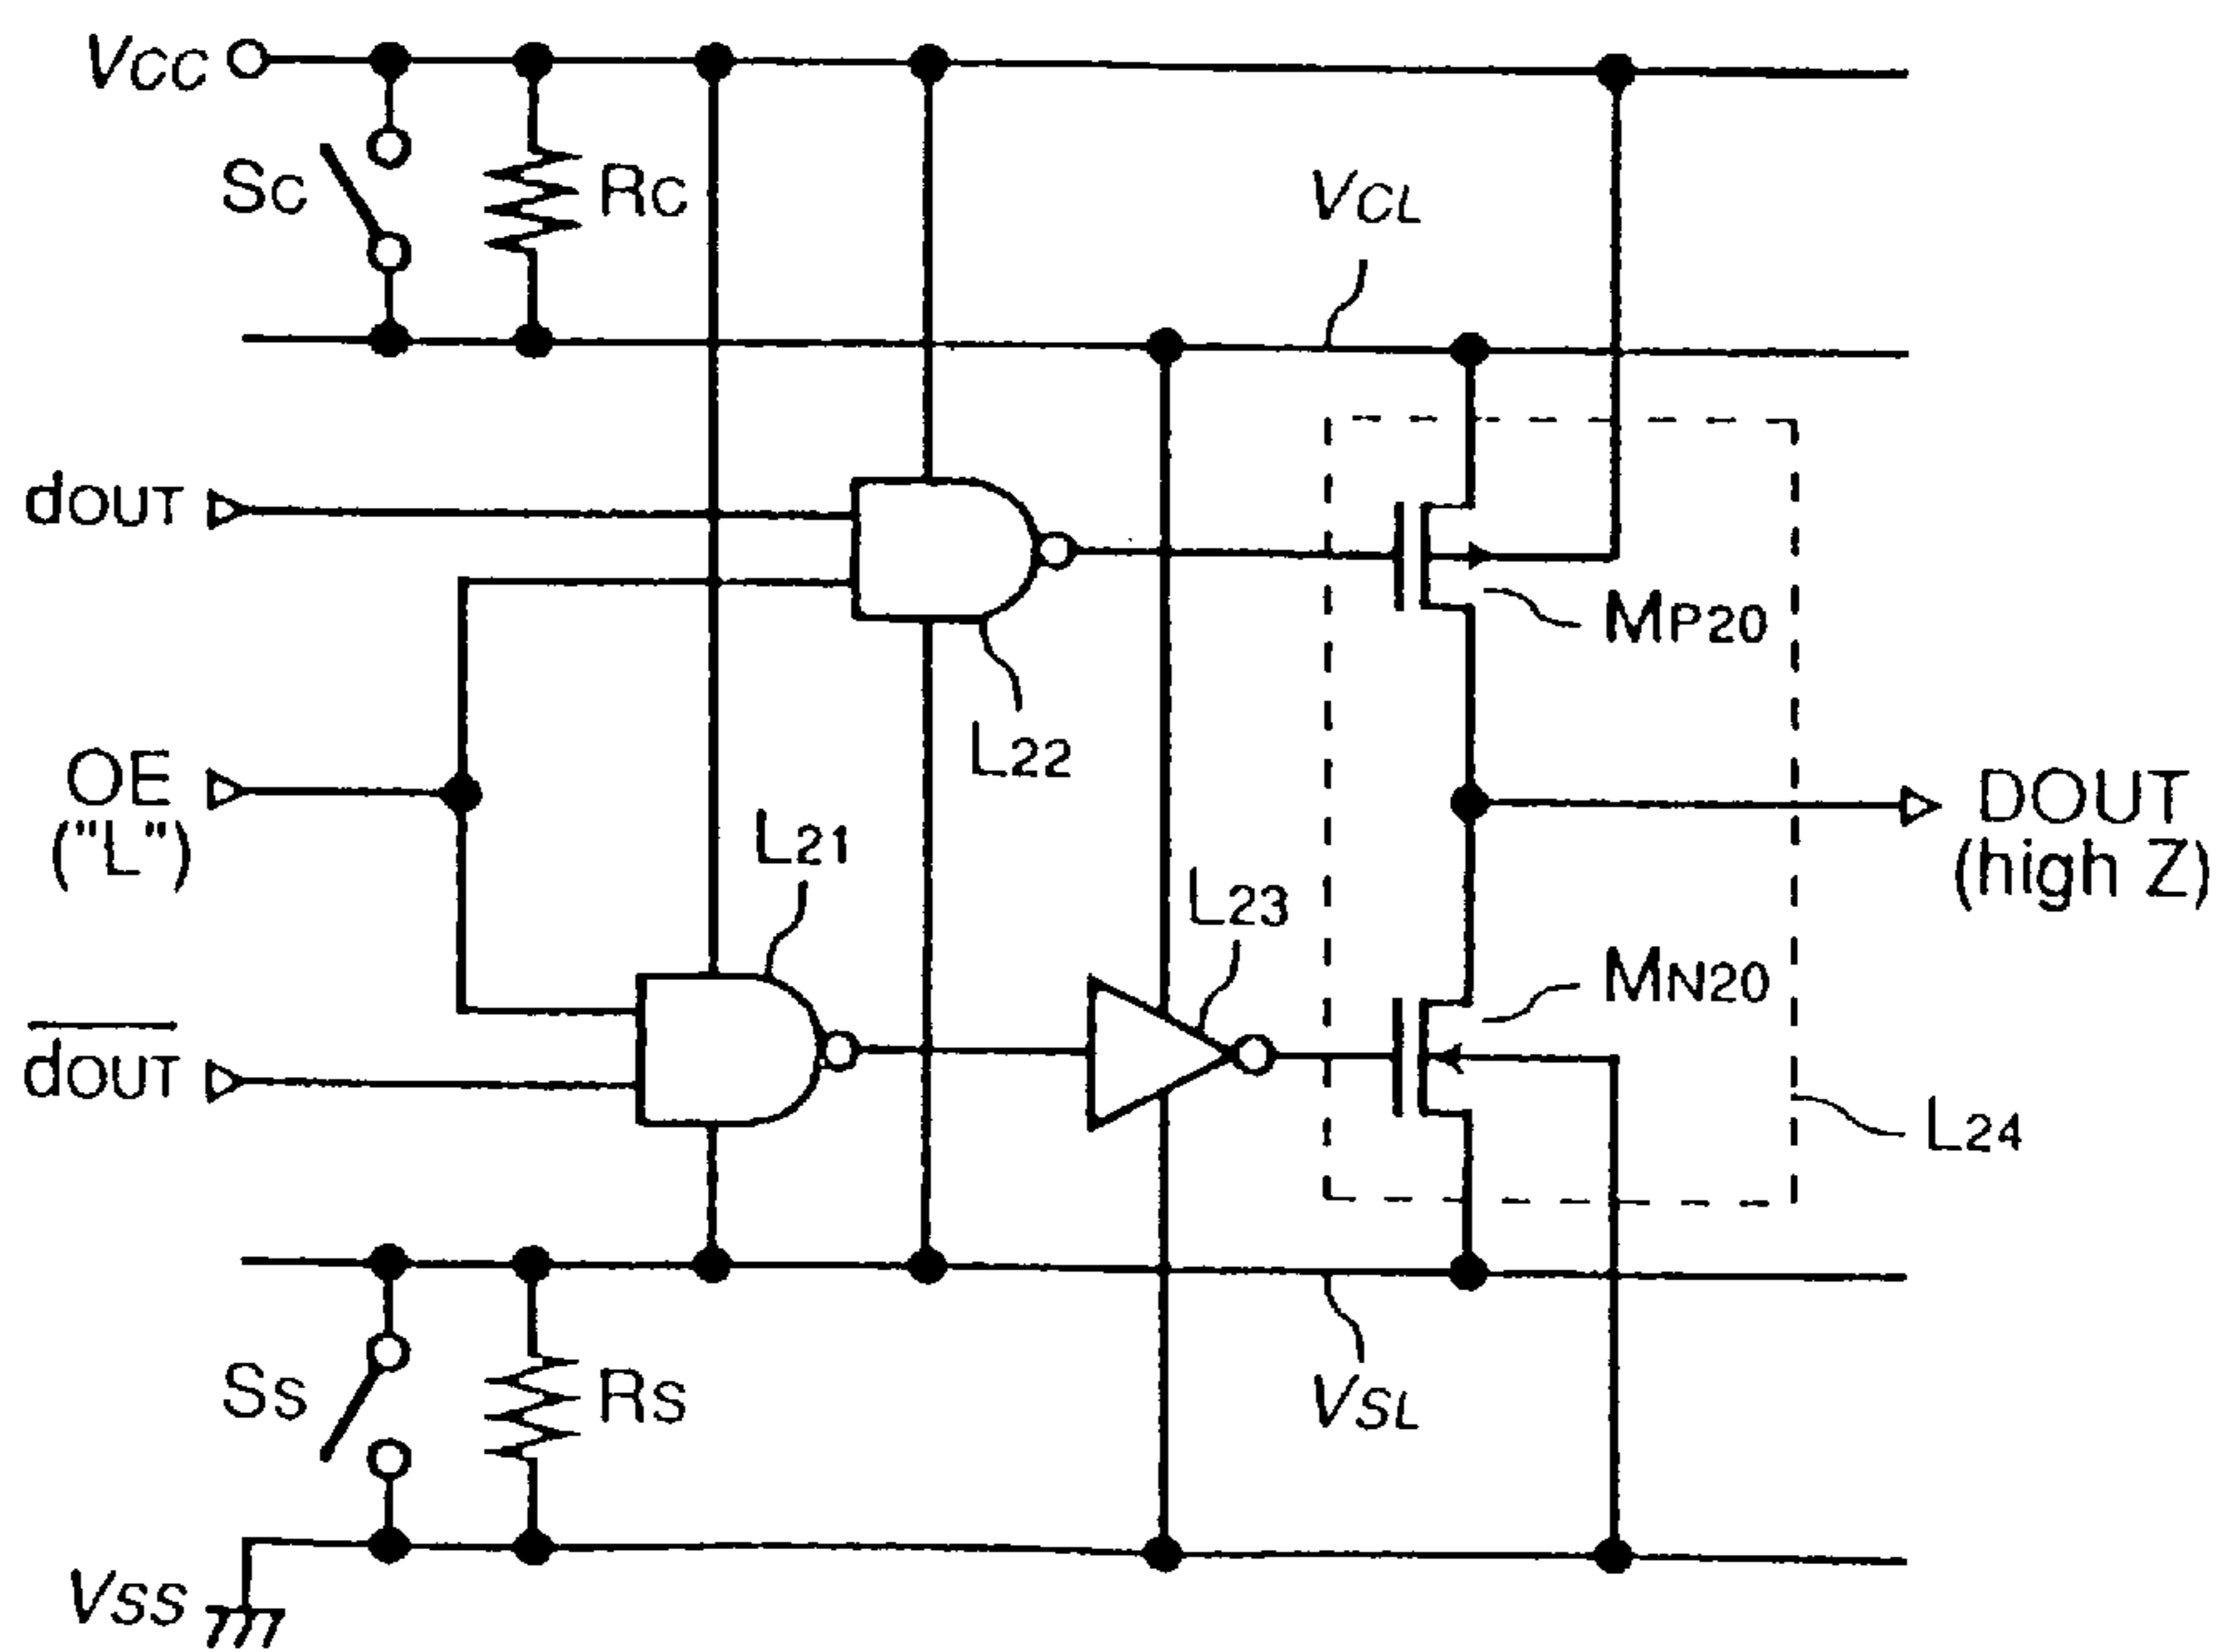 VCC
SC
RC
VCL
dOUT
MP20
L22
OE
("L")
DOUT
(high Z)
L21
L23
MN20
dOUT
L24
SS
RS
VSL
VSS